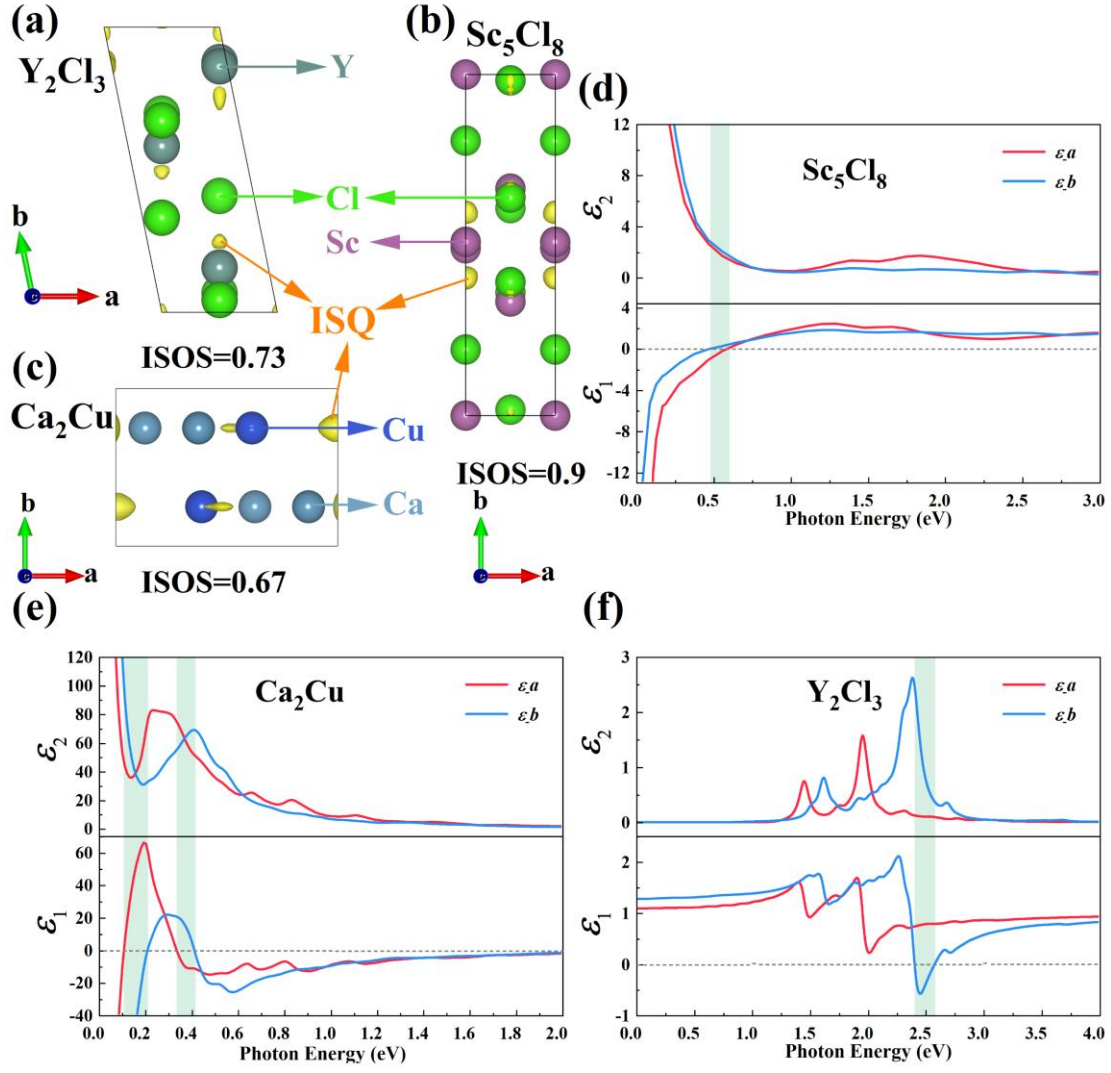 (a)
Y₂Cl₃
Y
b
a
ISOS=0.73
(b)
Sc₅Cl₈
Cl
Sc
ISQ
ISOS=0.9
b
a
(c)
Ca₂Cu
Cu
Ca
b
a
ISOS=0.67
(d)
Sc₅Cl₈
ε_a
ε_b
ε₂
12
8
4
0
ε₁
4
0
-4
-8
-12
0.0 0.5 1.0 1.5 2.0 2.5 3.0
Photon Energy (eV)
(e)
Ca₂Cu
ε_a
ε_b
ε₂
120
100
80
60
40
20
0
ε₁
60
40
20
0
-20
-40
0.0 0.2 0.4 0.6 0.8 1.0 1.2 1.4 1.6 1.8 2.0
Photon Energy (eV)
(f)
Y₂Cl₃
ε_a
ε_b
ε₂
3
2
1
0
ε₁
2
1
0
-1
0.0 0.5 1.0 1.5 2.0 2.5 3.0 3.5 4.0
Photon Energy (eV)